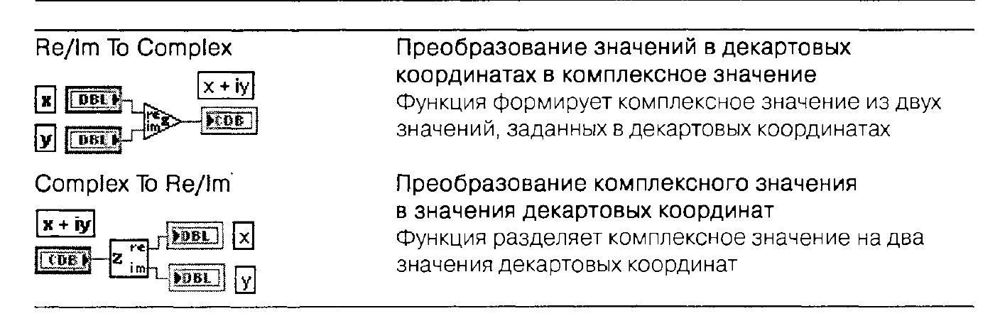 Re/Im To Complex
x
DBL
y
DBL
re
im
z
x + iy
CDB
Преобразование значений в декартовых
координатах в комплексное значение
Функция формирует комплексное значение из двух
значений, заданных в декартовых координатах
Complex To Re/Im
x + iy
CDB
z
re
im
DBL
x
DBL
y
Преобразование комплексного значения
в значения декартовых координат
Функция разделяет комплексное значение на два
значения декартовых координат